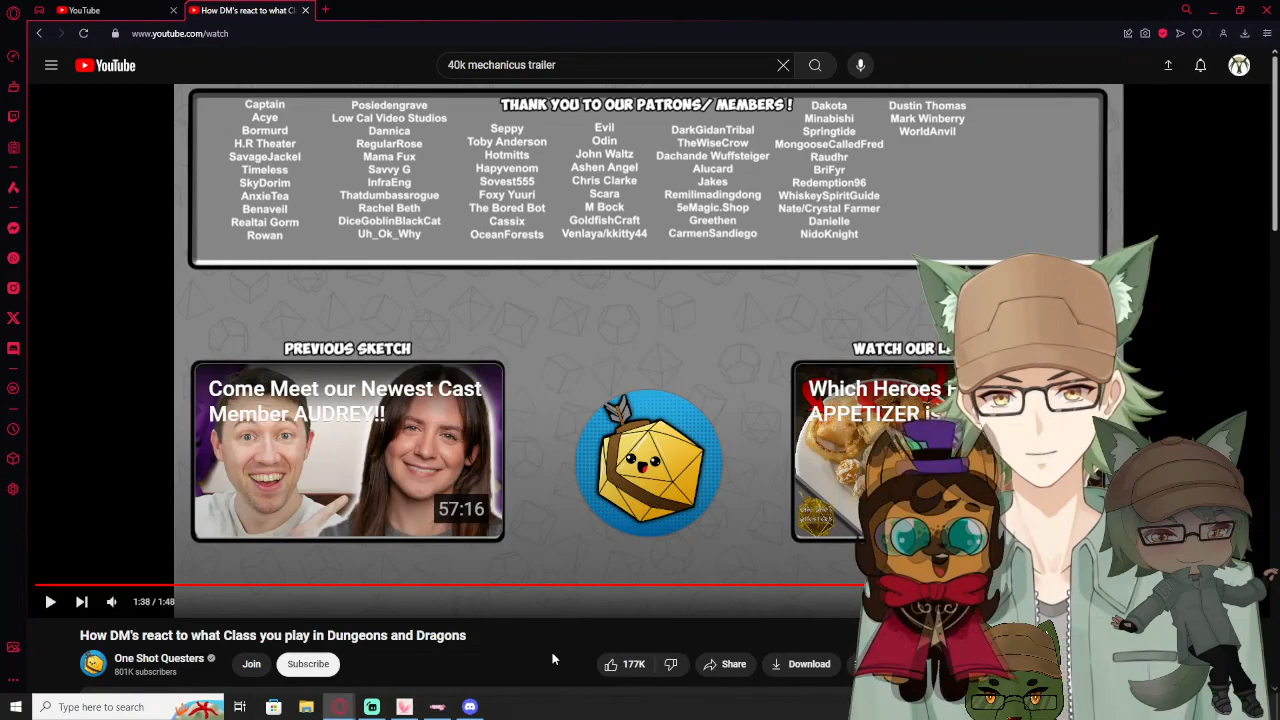 YouTube
How DM's react to what Cl
www.youtube.com/watch
YouTube
40k mechanicus trailer
THANK YOU TO OUR PATRONS/ MEMBERS !
Captain
Acye
Bormurd
H.R Theater
SavageJackel
Timeless
SkyDorim
AnxieTea
Benaveil
Realtai Gorm
Rowan
Posiedengrave
Low Cal Video Studios
Dannica
RegularRose
Mama Fux
Savvy G
InfraEng
Thatdumbassrogue
Rachel Beth
DiceGoblinBlackCat
Uh_Ok_Why
Seppy
Toby Anderson
Hotmitts
Hapyvenom
Sovest555
Foxy Yuuri
The Bored Bot
Cassix
OceanForests
Evil
Odin
John Waltz
Ashen Angel
Chris Clarke
Scara
M Bock
GoldfishCraft
Venlaya/kkitty44
DarkGidanTribal
TheWiseCrow
Dachande Wuffsteiger
Alucard
Jakes
Remilimadingdong
5eMagic.Shop
Greethen
CarmenSandiego
Dakota
Minabishi
Springtide
MongooseCalledFred
Raudhr
BriFyr
Redemption96
WhiskeySpiritGuide
Nate/Crystal Farmer
Danielle
NidoKnight
Dustin Thomas
Mark Winberry
WorldAnvil
PREVIOUS SKETCH
Come Meet our Newest Cast
Member AUDREY!!
57:16
WATCH OUR L
Which Heroes
APPETIZER is
1:38 / 1:48
How DM's react to what Class you play in Dungeons and Dragons
One Shot Questers
801K subscribers
Join
Subscribe
177K
Share
Download
Type here to search